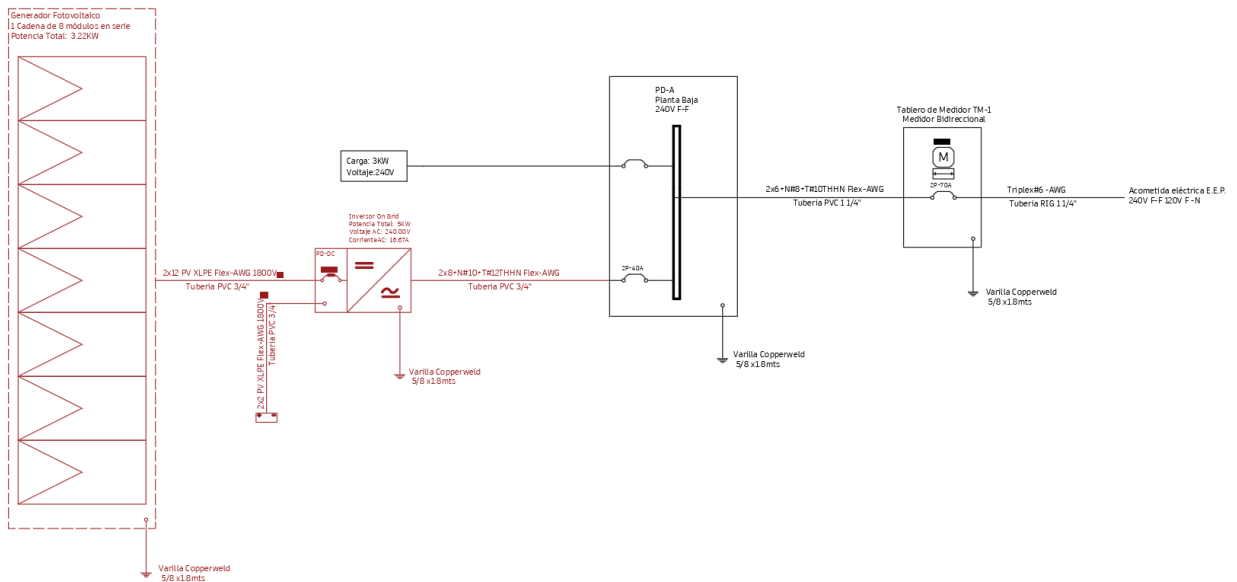 Generador Fotovoltaico
1 Cadena de 8 módulos en serie
Potencia Total: 3.22KW
PD-A
Planta Baja
240V F-F
Tablero de Medidor TM-1
Medidor Bidireccional
M
2P-70A
Carga: 3KW
Voltaje:240V
2x6+N#8+T#10THHN Flex-AWG
Tuberia PVC 1 1/4"
Triplex#6 -AWG
Tuberia RIG 1 1/4"
Acometida eléctrica E.E.P.
240V F-F 120V F -N
Inversor On Grid
Potencia Total: 5KW
Voltaje AC: 240.00V
CorrienteAC: 16.67A
PD-DC
2x12 PV XLPE Flex-AWG 1800V
Tuberia PVC 3/4"
2x8+N#10+T#12THHN Flex-AWG
Tuberia PVC 3/4"
2P-40A
2x2 PV XLPE Flex-AWG 1800V
Tuberia PVC 3/4"
Varilla Copperweld
5/8 x1.8mts
Varilla Copperweld
5/8 x1.8mts
Varilla Copperweld
5/8 x1.8mts
Varilla Copperweld
5/8 x1.8mts